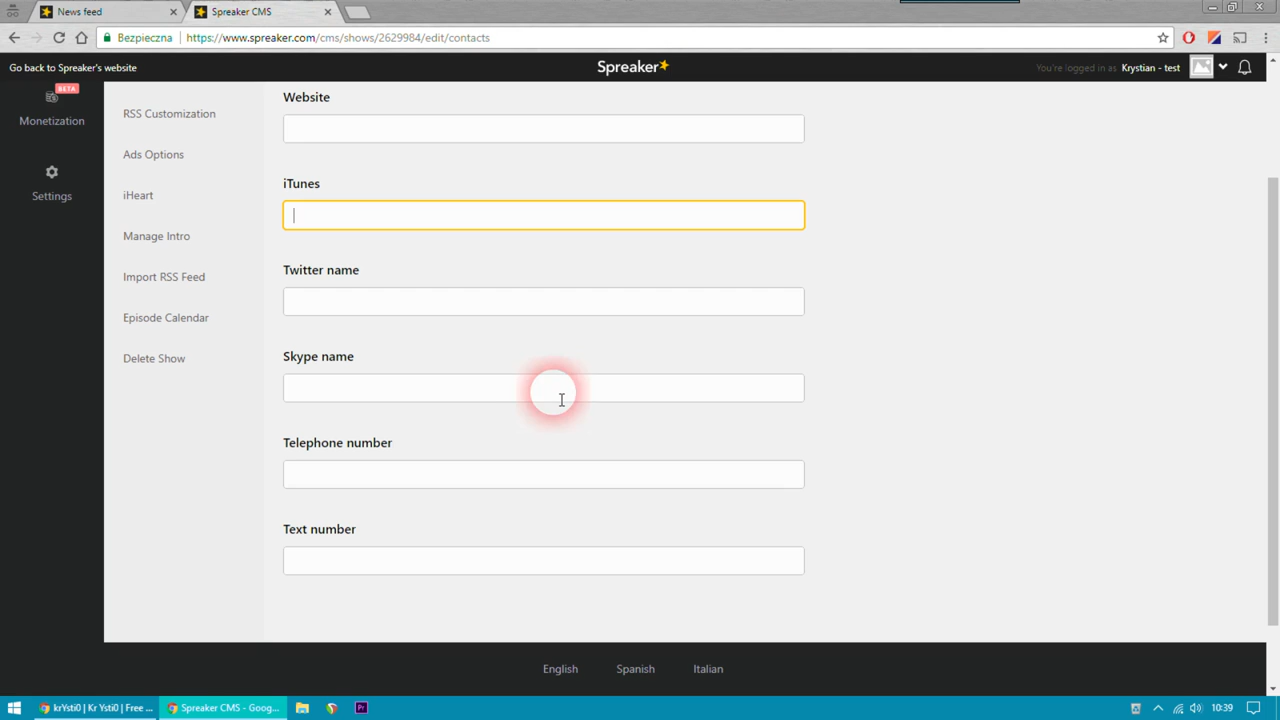 News feed
Spreaker CMS
Bezpieczna
https://www.spreaker.com/cms/shows/2629984/edit/contacts
Go back to Spreaker's website
Spreaker
You're logged in as Krystian - test
BETA
Monetization
Settings
RSS Customization
Ads Options
iHeart
Manage Intro
Import RSS Feed
Episode Calendar
Delete Show
Website
iTunes
Twitter name
Skype name
Telephone number
Text number
English
Spanish
Italian
krYsti0 | Kr Ysti0 | Free ...
Spreaker CMS - Goog...
Pr
10:39